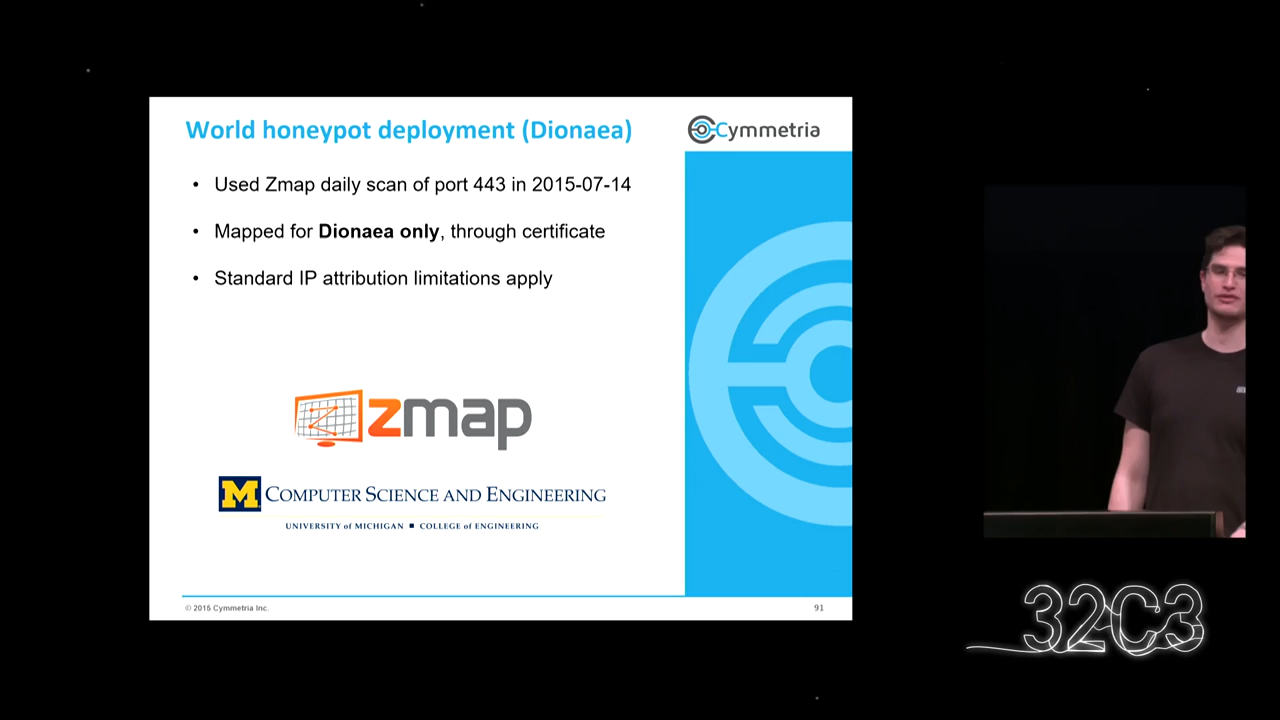 World honeypot deployment (Dionaea)
Cymmetria
• Used Zmap daily scan of port 443 in 2015-07-14
• Mapped for Dionaea only, through certificate
• Standard IP attribution limitations apply
zmap
M COMPUTER SCIENCE AND ENGINEERING
UNIVERSITY of MICHIGAN ■ COLLEGE of ENGINEERING
© 2015 Cymmetria Inc.
91
32C3